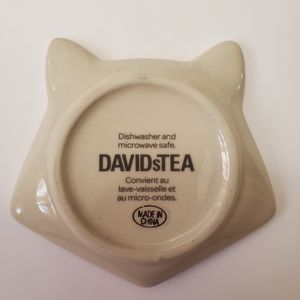 Dishwasher and
microwave safe.
DAVIDsTEA
Convient au
lave-vaisselle et
au micro-ondes.
MADE IN
CHINA